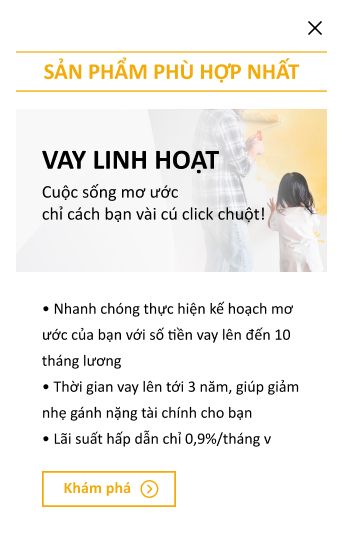 SẢN PHẨM PHÙ HỢP NHẤT
VAY LINH HOẠT
Cuộc sống mơ ước
chỉ cách bạn vài cú click chuột!
• Nhanh chóng thực hiện kế hoạch mơ
ước của bạn với số tiền vay lên đến 10
tháng lương
• Thời gian vay lên tới 3 năm, giúp giảm
nhẹ gánh nặng tài chính cho bạn
• Lãi suất hấp dẫn chỉ 0,9%/tháng v
Khám phá